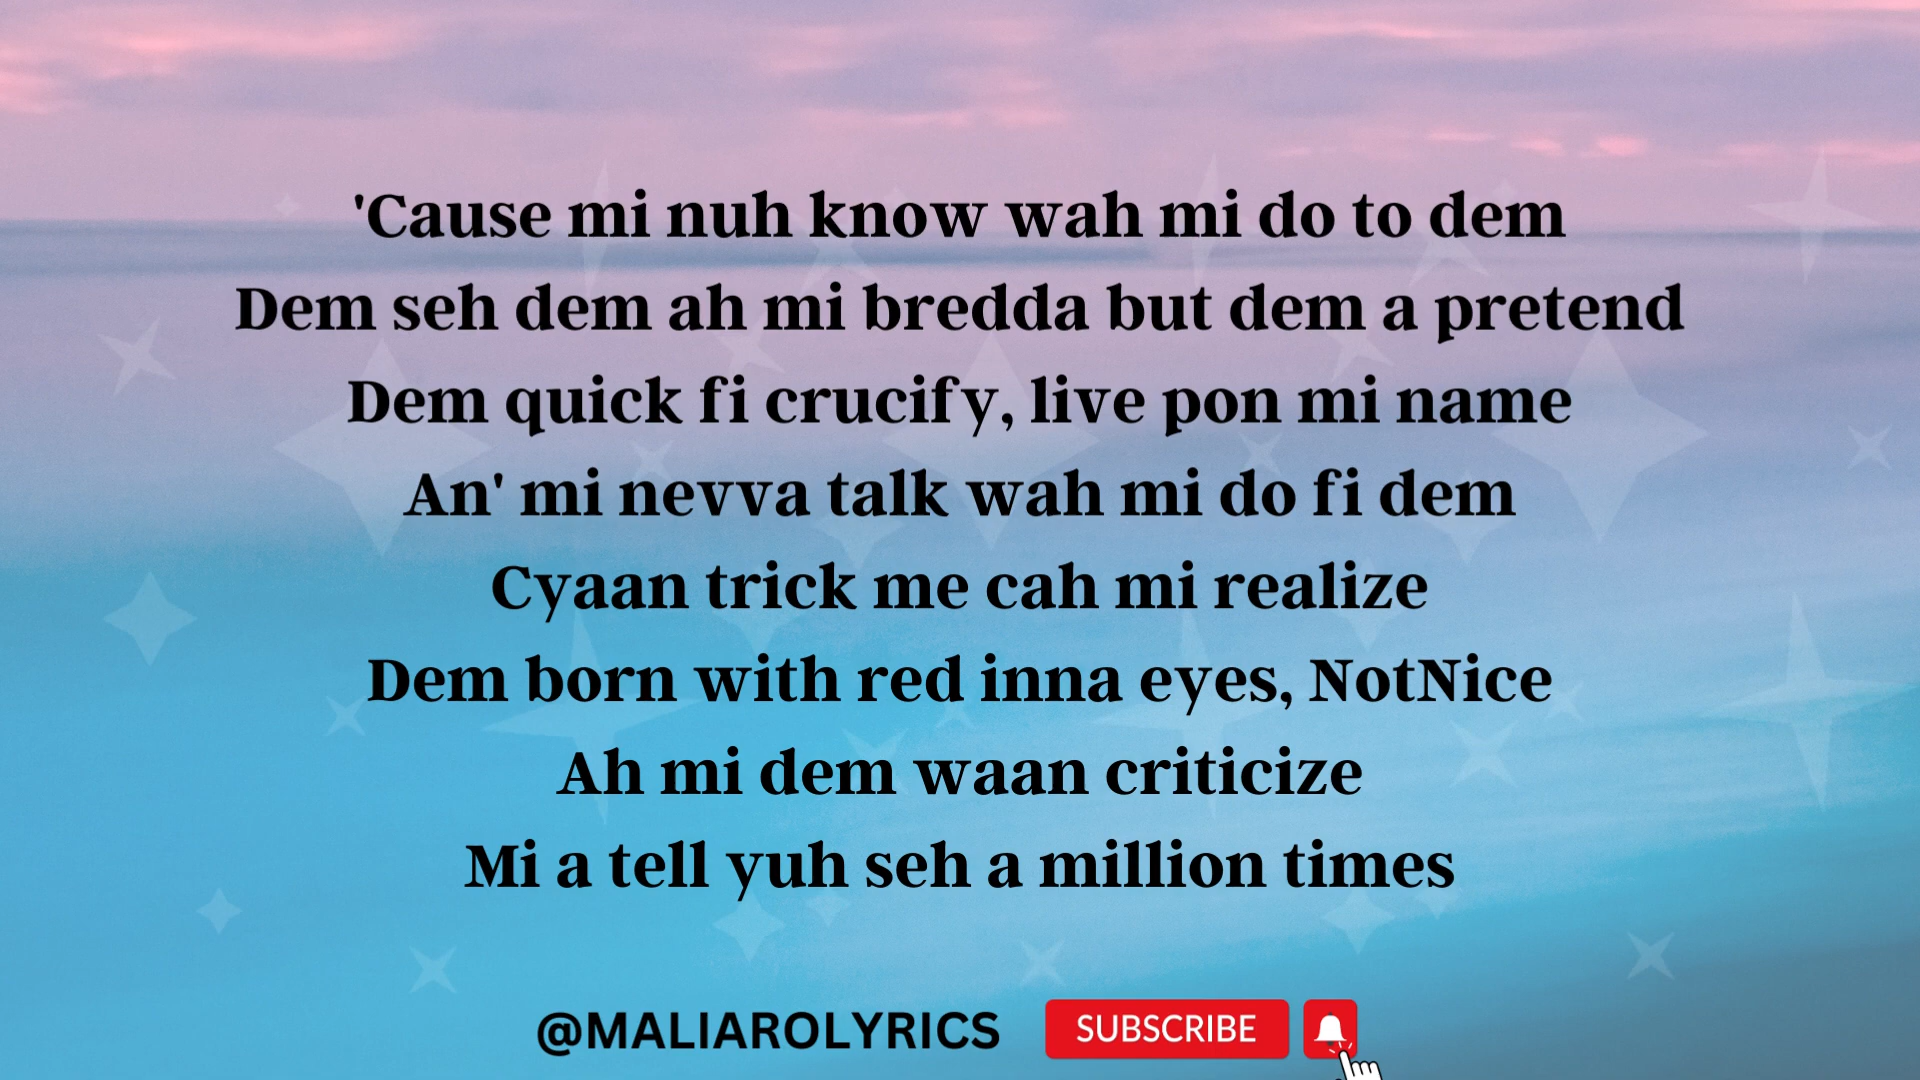 'Cause mi nuh know wah mi do to dem
Dem seh dem ah mi bredda but dem a pretend
Dem quick fi crucify, live pon mi name
An' mi nevva talk wah mi do fi dem
Cyaan trick me cah mi realize
Dem born with red inna eyes, NotNice
Ah mi dem waan criticize
Mi a tell yuh seh a million times
@MALIAROLYRICS SUBSCRIBE